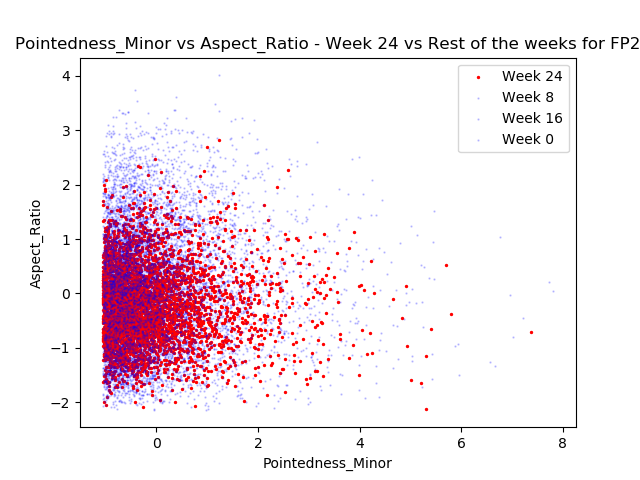 Pointedness_Minor vs Aspect_Ratio - Week 24 vs Rest of the weeks for FP2
Week 24
Week 8
Week 16
Week 0
4
3
2
1
0
−1
−2
Aspect_Ratio
0
2
4
6
8
Pointedness_Minor